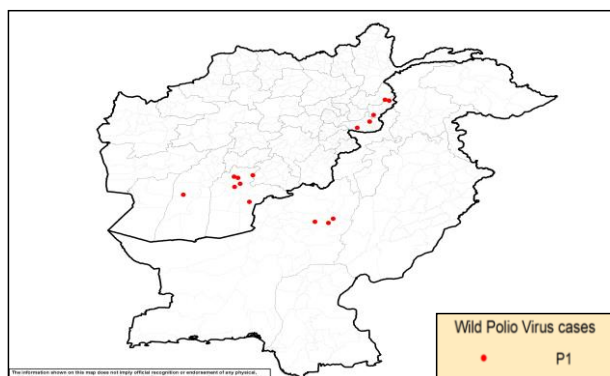 The information shown on this map does not imply official recognition or endorsement of any physical,
Wild Polio Virus cases
P1